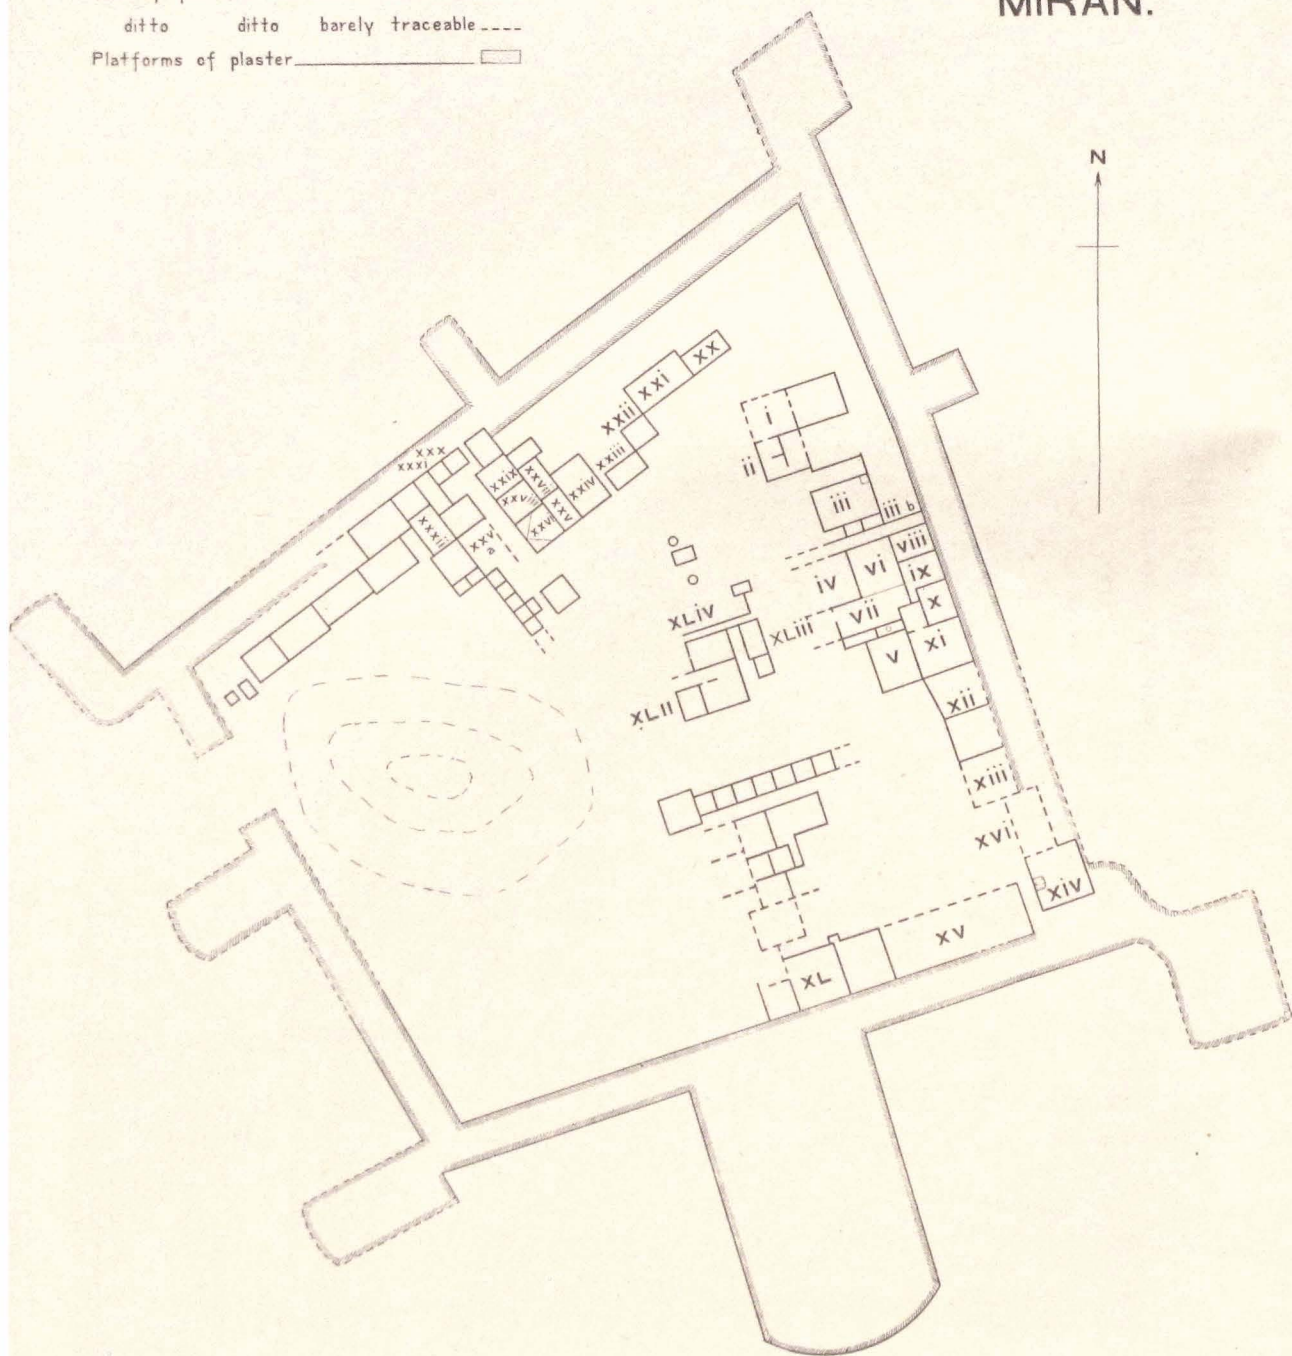 MIRAN.
ditto ditto barely traceable
Platforms of plaster
N
xx
xxi
xxii
xxiii
i
ii
xxx
xxxi
xxix
xxvii
xxiv
xxviii
xxv
xxvi
xxxii
xxv
a
iii
iii b
viii
vi
ix
iv
x
vii
XLiv
XLiii
v
xi
XLII
xii
xiii
xvi
xiv
xv
XL